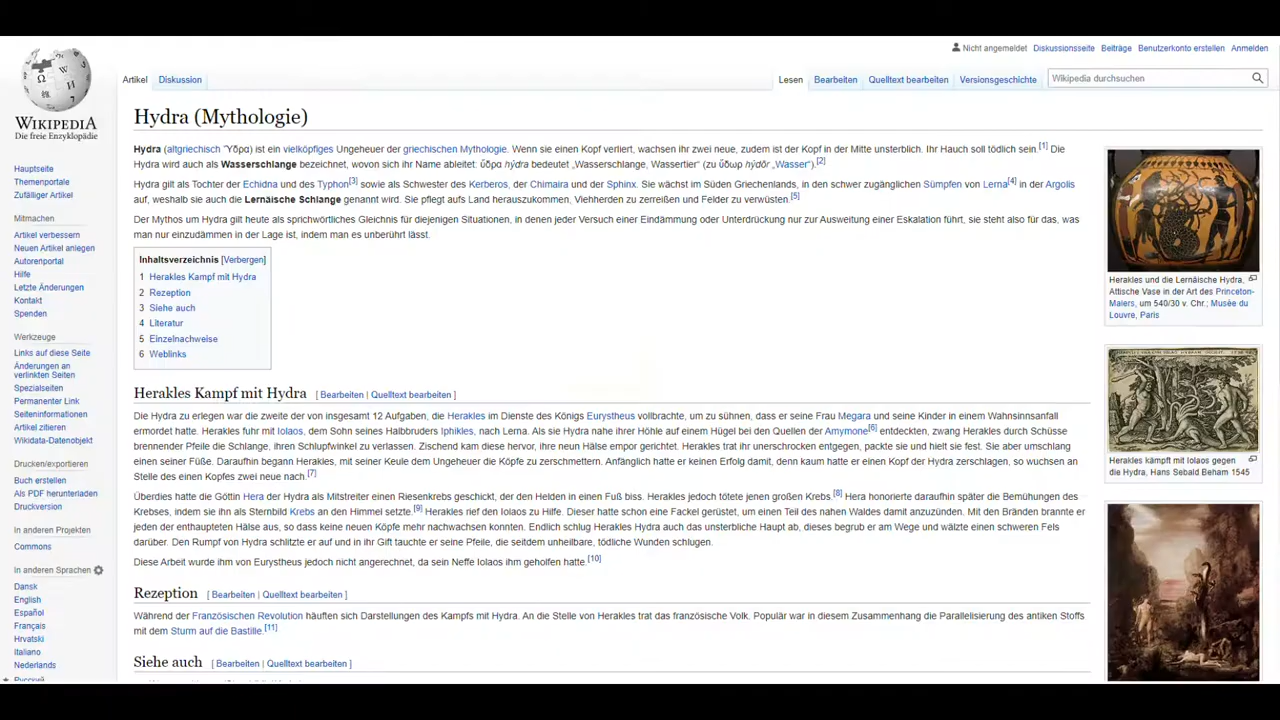 Nicht angemeldet Diskussionsseite Beiträge Benutzerkonto erstellen Anmelden
WIKIPEDIA
Die freie Enzyklopädie
Artikel Diskussion
Lesen Bearbeiten Quelltext bearbeiten Versionsgeschichte Wikipedia durchsuchen
Hauptseite
Themenportale
Zufälliger Artikel
Mitmachen
Artikel verbessern
Neuen Artikel anlegen
Autorenportal
Hilfe
Letzte Änderungen
Kontakt
Spenden
Werkzeuge
Links auf diese Seite
Änderungen an
verlinkten Seiten
Spezialseiten
Permanenter Link
Seiteninformationen
Artikel zitieren
Wikidata-Datenobjekt
Drucken/exportieren
Buch erstellen
Als PDF herunterladen
Druckversion
In anderen Projekten
Commons
In anderen Sprachen
Dansk
English
Español
Français
Hrvatski
Italiano
Nederlands
Hydra (Mythologie)
Hydra (altgriechisch Ὕδρα) ist ein vielköpfiges Ungeheuer der griechischen Mythologie. Wenn sie einen Kopf verliert, wachsen ihr zwei neue, zudem ist der Kopf in der Mitte unsterblich. Ihr Hauch soll tödlich sein.[1] Die
Hydra wird auch als Wasserschlange bezeichnet, wovon sich ihr Name ableitet: ὕδρα hýdra bedeutet „Wasserschlange, Wassertier“ (zu ὕδωρ hýdōr „Wasser“).[2]
Hydra gilt als Tochter der Echidna und des Typhon[3] sowie als Schwester des Kerberos, der Chimaira und der Sphinx. Sie wächst im Süden Griechenlands, in den schwer zugänglichen Sümpfen von Lerna[4] in der Argolis
auf, weshalb sie auch die Lernäische Schlange genannt wird. Sie pflegt aufs Land herauszukommen, Viehherden zu zerreißen und Felder zu verwüsten.[5]
Der Mythos um Hydra gilt heute als sprichwörtliches Gleichnis für diejenigen Situationen, in denen jeder Versuch einer Eindämmung oder Unterdrückung nur zur Ausweitung einer Eskalation führt, sie steht also für das, was
man nur einzudämmen in der Lage ist, indem man es unberührt lässt.
Inhaltsverzeichnis [Verbergen]
1 Herakles Kampf mit Hydra
2 Rezeption
3 Siehe auch
4 Literatur
5 Einzelnachweise
6 Weblinks
Herakles Kampf mit Hydra [ Bearbeiten | Quelltext bearbeiten ]
Die Hydra zu erlegen war die zweite der von insgesamt 12 Aufgaben, die Herakles im Dienste des Königs Eurystheus vollbrachte, um zu sühnen, dass er seine Frau Megara und seine Kinder in einem Wahnsinnsanfall
ermordet hatte. Herakles fuhr mit Iolaos, dem Sohn seines Halbbruders Iphikles, nach Lerna. Als sie Hydra nahe ihrer Höhle auf einem Hügel bei den Quellen der Amymone[6] entdeckten, zwang Herakles durch Schüsse
brennender Pfeile die Schlange, ihren Schlupfwinkel zu verlassen. Zischend kam diese hervor, ihre neun Hälse empor gerichtet. Herakles trat ihr unerschrocken entgegen, packte sie und hielt sie fest. Sie aber umschlang
einen seiner Füße. Daraufhin begann Herakles, mit seiner Keule dem Ungeheuer die Köpfe zu zerschmettern. Anfänglich hatte er keinen Erfolg damit, denn kaum hatte er einen Kopf der Hydra zerschlagen, so wuchsen an
Stelle des einen Kopfes zwei neue nach.[7]
Überdies hatte die Göttin Hera der Hydra als Mitstreiter einen Riesenkrebs geschickt, der den Helden in einen Fuß biss. Herakles jedoch tötete jenen großen Krebs.[8] Hera honorierte daraufhin später die Bemühungen des
Krebses, indem sie ihn als Sternbild Krebs an den Himmel setzte.[9] Herakles rief den Iolaos zu Hilfe. Dieser hatte schon eine Fackel gerüstet, um einen Teil des nahen Waldes damit anzuzünden. Mit den Bränden brannte er
jeden der enthaupteten Hälse aus, so dass keine neuen Köpfe mehr nachwachsen konnten. Endlich schlug Herakles Hydra auch das unsterbliche Haupt ab, dieses begrub er am Wege und wälzte einen schweren Fels
darüber. Den Rumpf von Hydra schlitzte er auf und in ihr Gift tauchte er seine Pfeile, die seitdem unheilbare, tödliche Wunden schlugen.
Diese Arbeit wurde ihm von Eurystheus jedoch nicht angerechnet, da sein Neffe Iolaos ihm geholfen hatte.[10]
Rezeption [ Bearbeiten | Quelltext bearbeiten ]
Während der Französischen Revolution häuften sich Darstellungen des Kampfs mit Hydra. An die Stelle von Herakles trat das französische Volk. Populär war in diesem Zusammenhang die Parallelisierung des antiken Stoffs
mit dem Sturm auf die Bastille.[11]
Siehe auch [ Bearbeiten | Quelltext bearbeiten ]
Herakles und die Lernäische Hydra,
Attische Vase in der Art des Princeton-
Malers, um 540/30 v. Chr.; Musée du
Louvre, Paris
Herakles kämpft mit Iolaos gegen
die Hydra, Hans Sebald Beham 1545